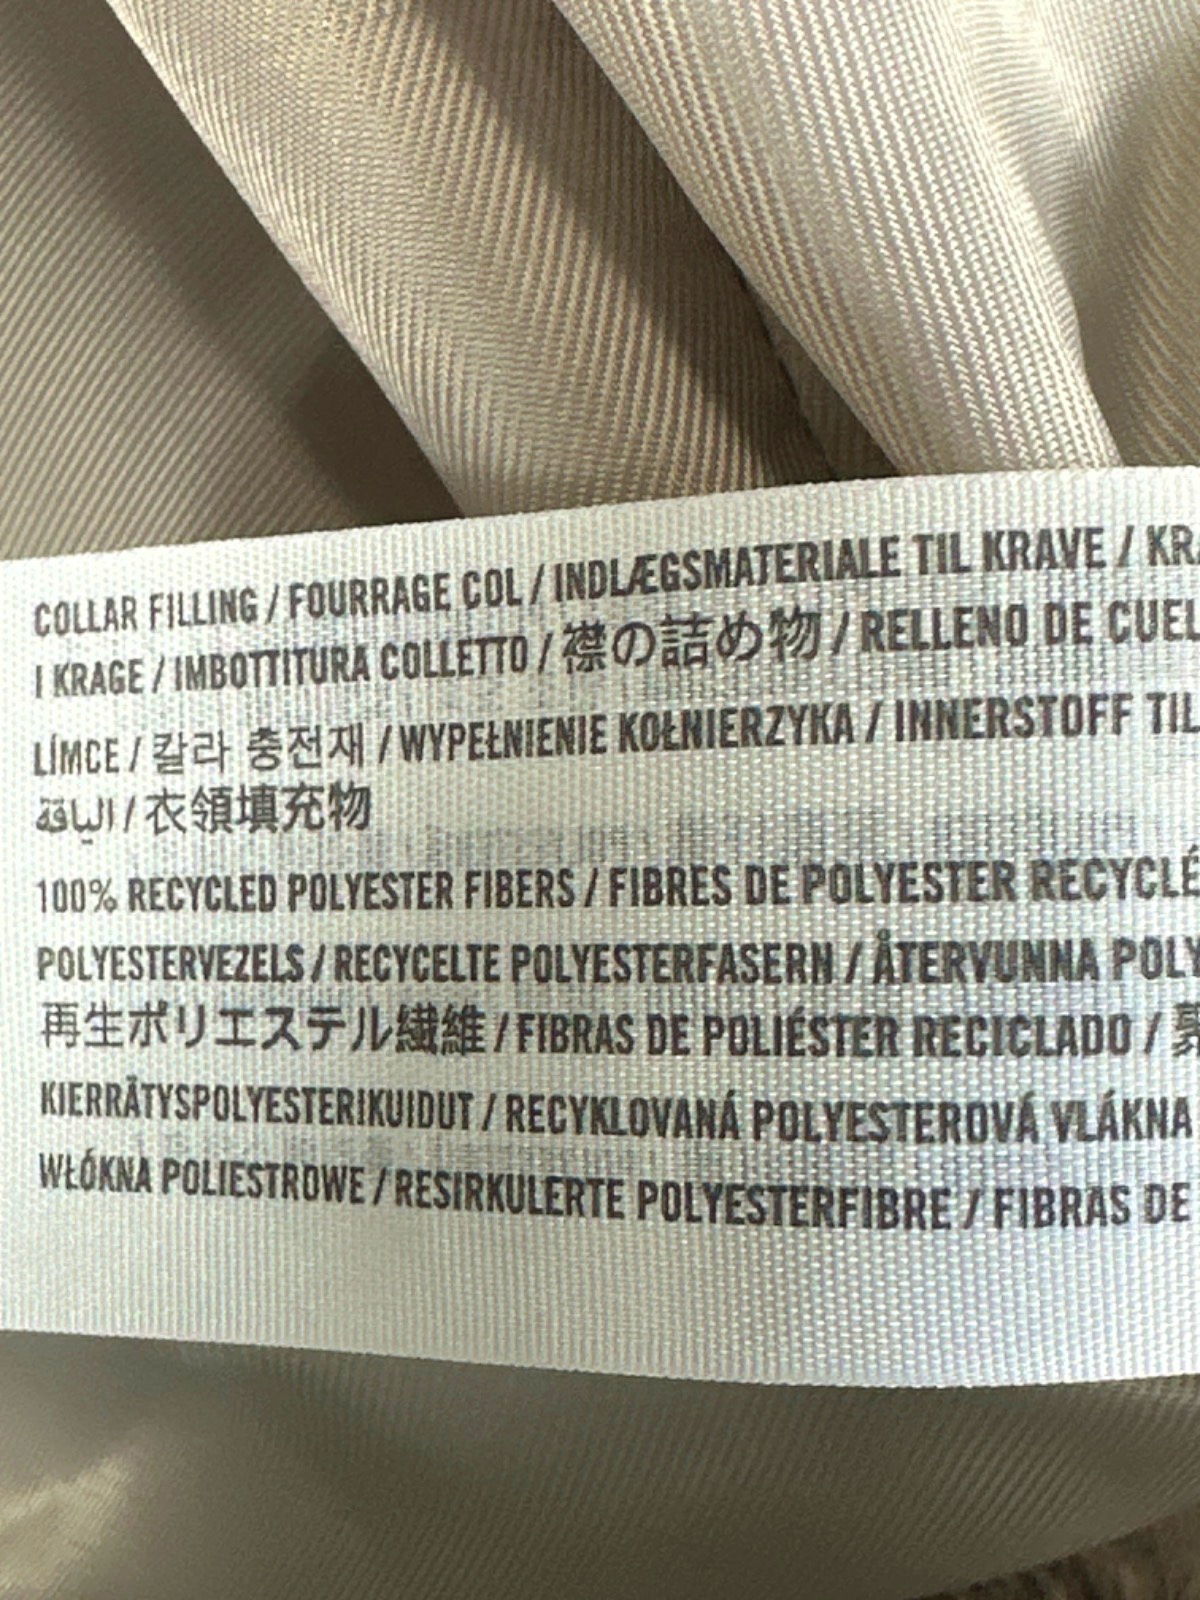 COLLAR FILLING / FOURRAGE COL / INDLÆGSMATERIALE TIL KRAVE /
I KRAGE / IMBOTTITURA COLLETTO / 襟の詰め物 / RELLENO DE
LÍMCE / 칼라 충전재 / WYPEŁNIENIE KOŁNIERZYKA / INNERSTOFF TIL
الياقة / 衣領填充物
100% RECYCLED POLYESTER FIBERS / FIBRES DE POLYESTER RECYCLÉ
POLYESTERVEZELS / RECYCELTE POLYESTERFASERN / ÅTERVUNNA
再生ポリエステル繊維 / FIBRAS DE POLIÉSTER RECICLADO /
KIERRÄTYSPOLYESTERIKUIDUT / RECYKLOVANÁ POLYESTEROVÁ VLÁKNA
WŁÓKNA POLIESTROWE / RESIRKULERTE POLYESTERFIBRE / FIBRAS DE